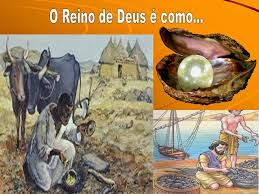 O Reino de Deus é como...